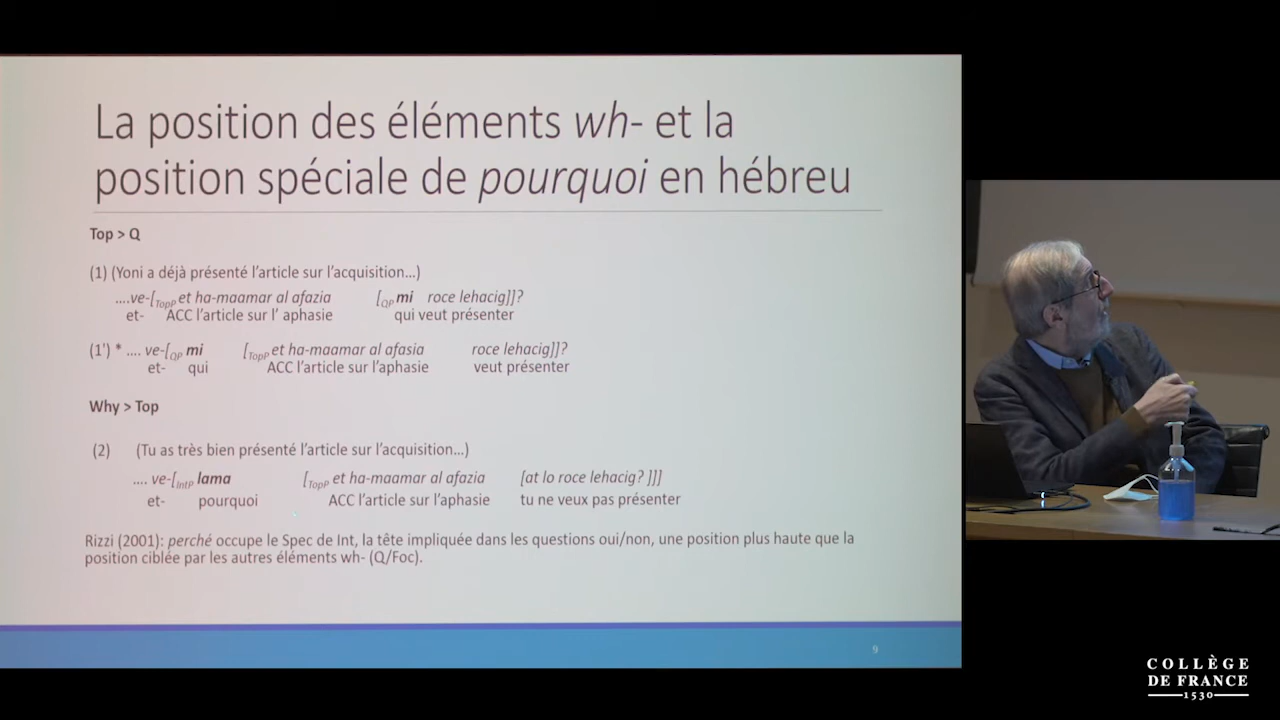 La position des éléments wh- et la
position spéciale de pourquoi en hébreu
Top > Q
(1) (Yoni a déjà présenté l'article sur l'acquisition…)
….ve-[TopP et ha-maamar al afazia [QP mi roce lehacig]]?
et- ACC l'article sur l' aphasie qui veut présenter
(1') * …. ve-[QP mi [TopP et ha-maamar al afasia roce lehacig]]?
et- qui ACC l'article sur l'aphasie veut présenter
Why > Top
(2) (Tu as très bien présenté l'article sur l'acquisition…)
…. ve-[IntP lama [TopP et ha-maamar al afazia [at lo roce lehacig? ]]]
et- pourquoi ACC l'article sur l'aphasie tu ne veux pas présenter
Rizzi (2001): perché occupe le Spec de Int, la tête impliquée dans les questions oui/non, une position plus haute que la
position ciblée par les autres éléments wh- (Q/Foc).
9
COLLÈGE
DE FRANCE
1530